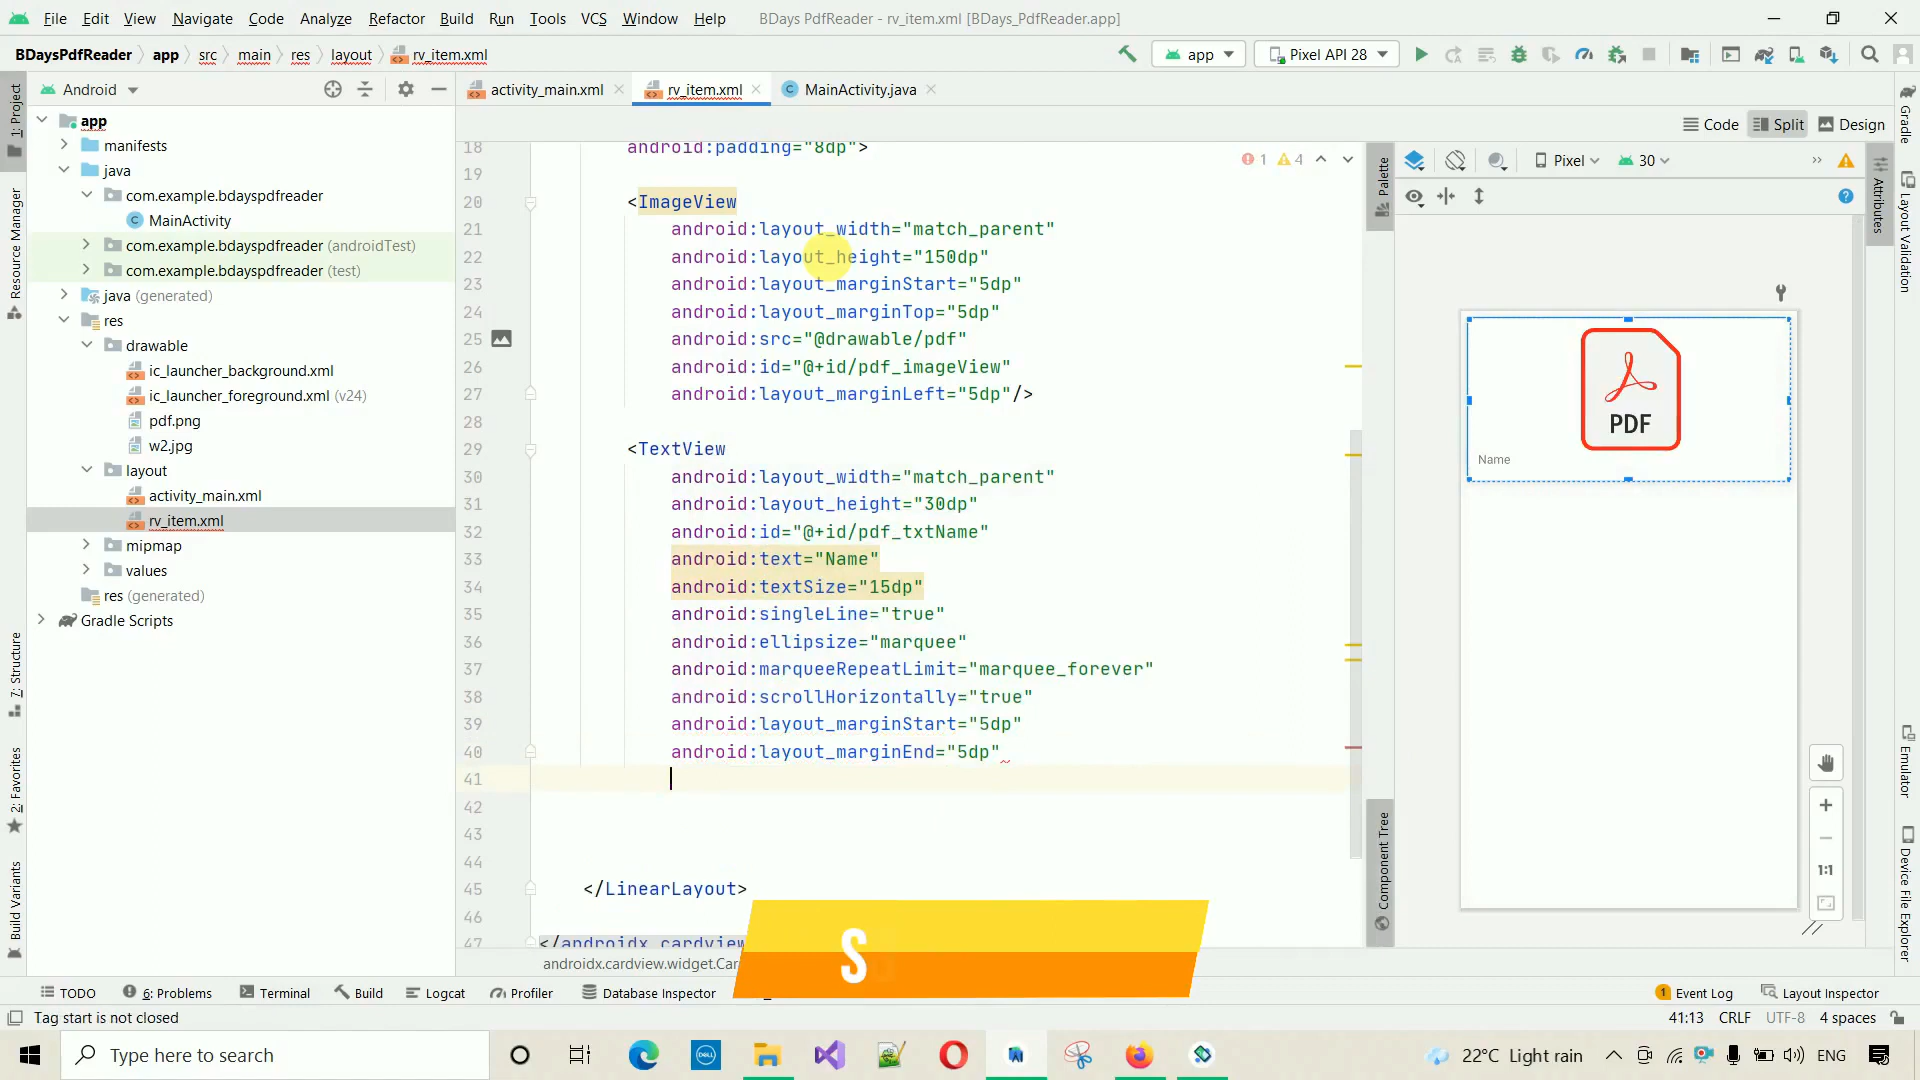 File Edit View Navigate Code Analyze Refactor Build Run Tools VCS Window Help BDays PdfReader - rv_item.xml [BDays_PdfReader.app]
BDaysPdfReader app src main res layout rv_item.xml app Pixel API 28
Android activity_main.xml rv_item.xml MainActivity.java
Code Split Design
1: Project
Resource Manager
7: Structure
2: Favorites
Build Variants
app
manifests
java
com.example.bdayspdfreader
MainActivity
com.example.bdayspdfreader (androidTest)
com.example.bdayspdfreader (test)
java (generated)
res
drawable
ic_launcher_background.xml
ic_launcher_foreground.xml (v24)
pdf.png
w2.jpg
layout
activity_main.xml
rv_item.xml
mipmap
values
res (generated)
Gradle Scripts
18 android:padding="8dp">
19
20 <ImageView
21 android:layout_width="match_parent"
22 android:layout_height="150dp"
23 android:layout_marginStart="5dp"
24 android:layout_marginTop="5dp"
25 android:src="@drawable/pdf"
26 android:id="@+id/pdf_imageView"
27 android:layout_marginLeft="5dp"/>
28
29 <TextView
30 android:layout_width="match_parent"
31 android:layout_height="30dp"
32 android:id="@+id/pdf_txtName"
33 android:text="Name"
34 android:textSize="15dp"
35 android:singleLine="true"
36 android:ellipsize="marquee"
37 android:marqueeRepeatLimit="marquee_forever"
38 android:scrollHorizontally="true"
39 android:layout_marginStart="5dp"
40 android:layout_marginEnd="5dp"
41
42
43
44
45 </LinearLayout>
46
47 </androidx.cardview
androidx.cardview.widget.Car
1 4
Palette
Component Tree
Pixel 30
PDF
Name
1:1
Attributes
Gradle
Layout Validation
Emulator
Device File Explorer
S
TODO 6: Problems Terminal Build Logcat Profiler Database Inspector 1 Event Log Layout Inspector
Tag start is not closed 41:13 CRLF UTF-8 4 spaces
Type here to search DELL 22°C Light rain ENG